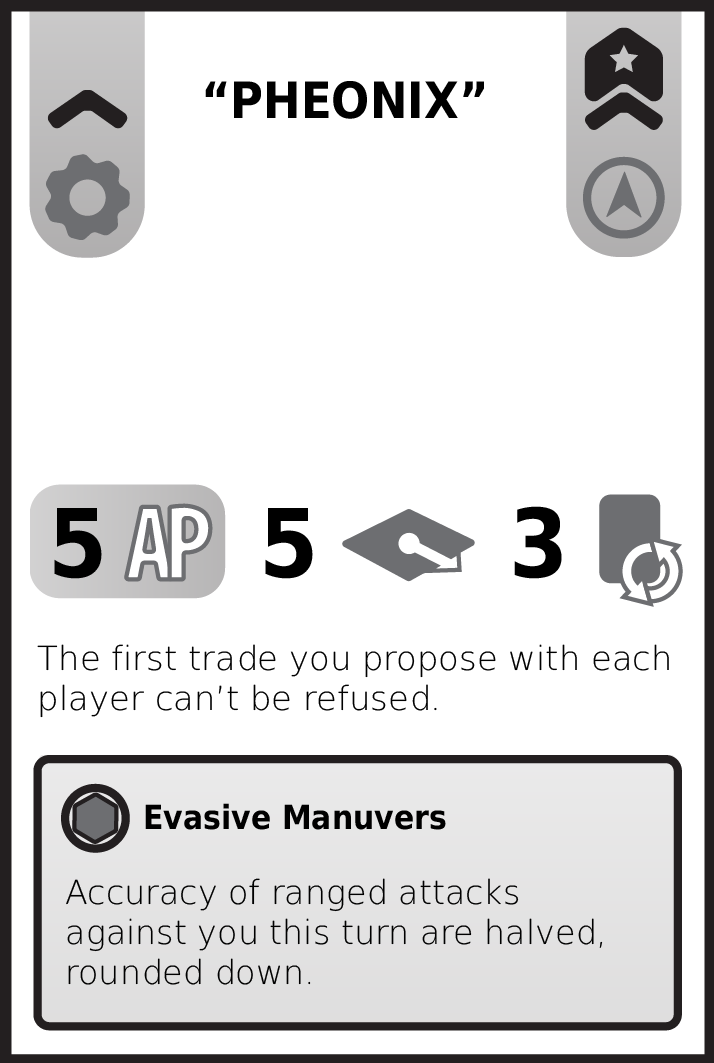 “PHEONIX”
5 AP 5 3
The first trade you propose with each
player can’t be refused.
Evasive Manuvers
Accuracy of ranged attacks
against you this turn are halved,
rounded down.